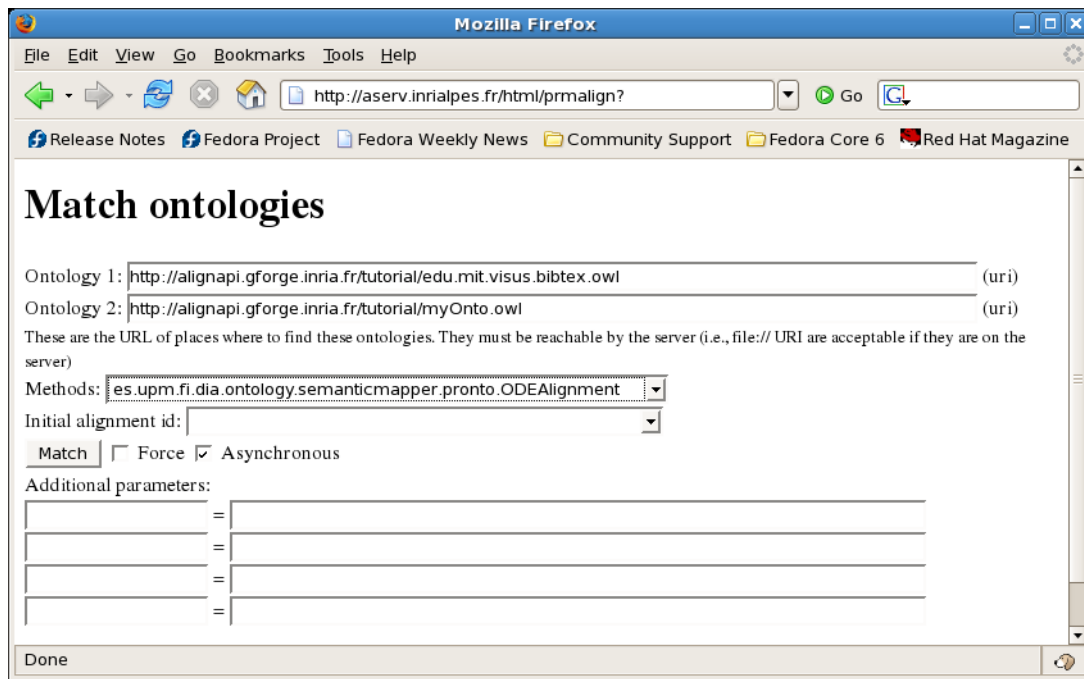 Mozilla Firefox
File Edit View Go Bookmarks Tools Help
http://aserv.inrialpes.fr/html/prmalign? Go G
Release Notes Fedora Project Fedora Weekly News Community Support Fedora Core 6 Red Hat Magazine
Match ontologies
Ontology 1: http://alignapi.gforge.inria.fr/tutorial/edu.mit.visus.bibtex.owl (uri)
Ontology 2: http://alignapi.gforge.inria.fr/tutorial/myOnto.owl (uri)
These are the URL of places where to find these ontologies. They must be reachable by the server (i.e., file:// URI are acceptable if they are on the
server)
Methods: es.upm.fi.dia.ontology.semanticmapper.pronto.ODEAlignment
Initial alignment id:
Match Force Asynchronous
Additional parameters:
=
=
=
=
Done